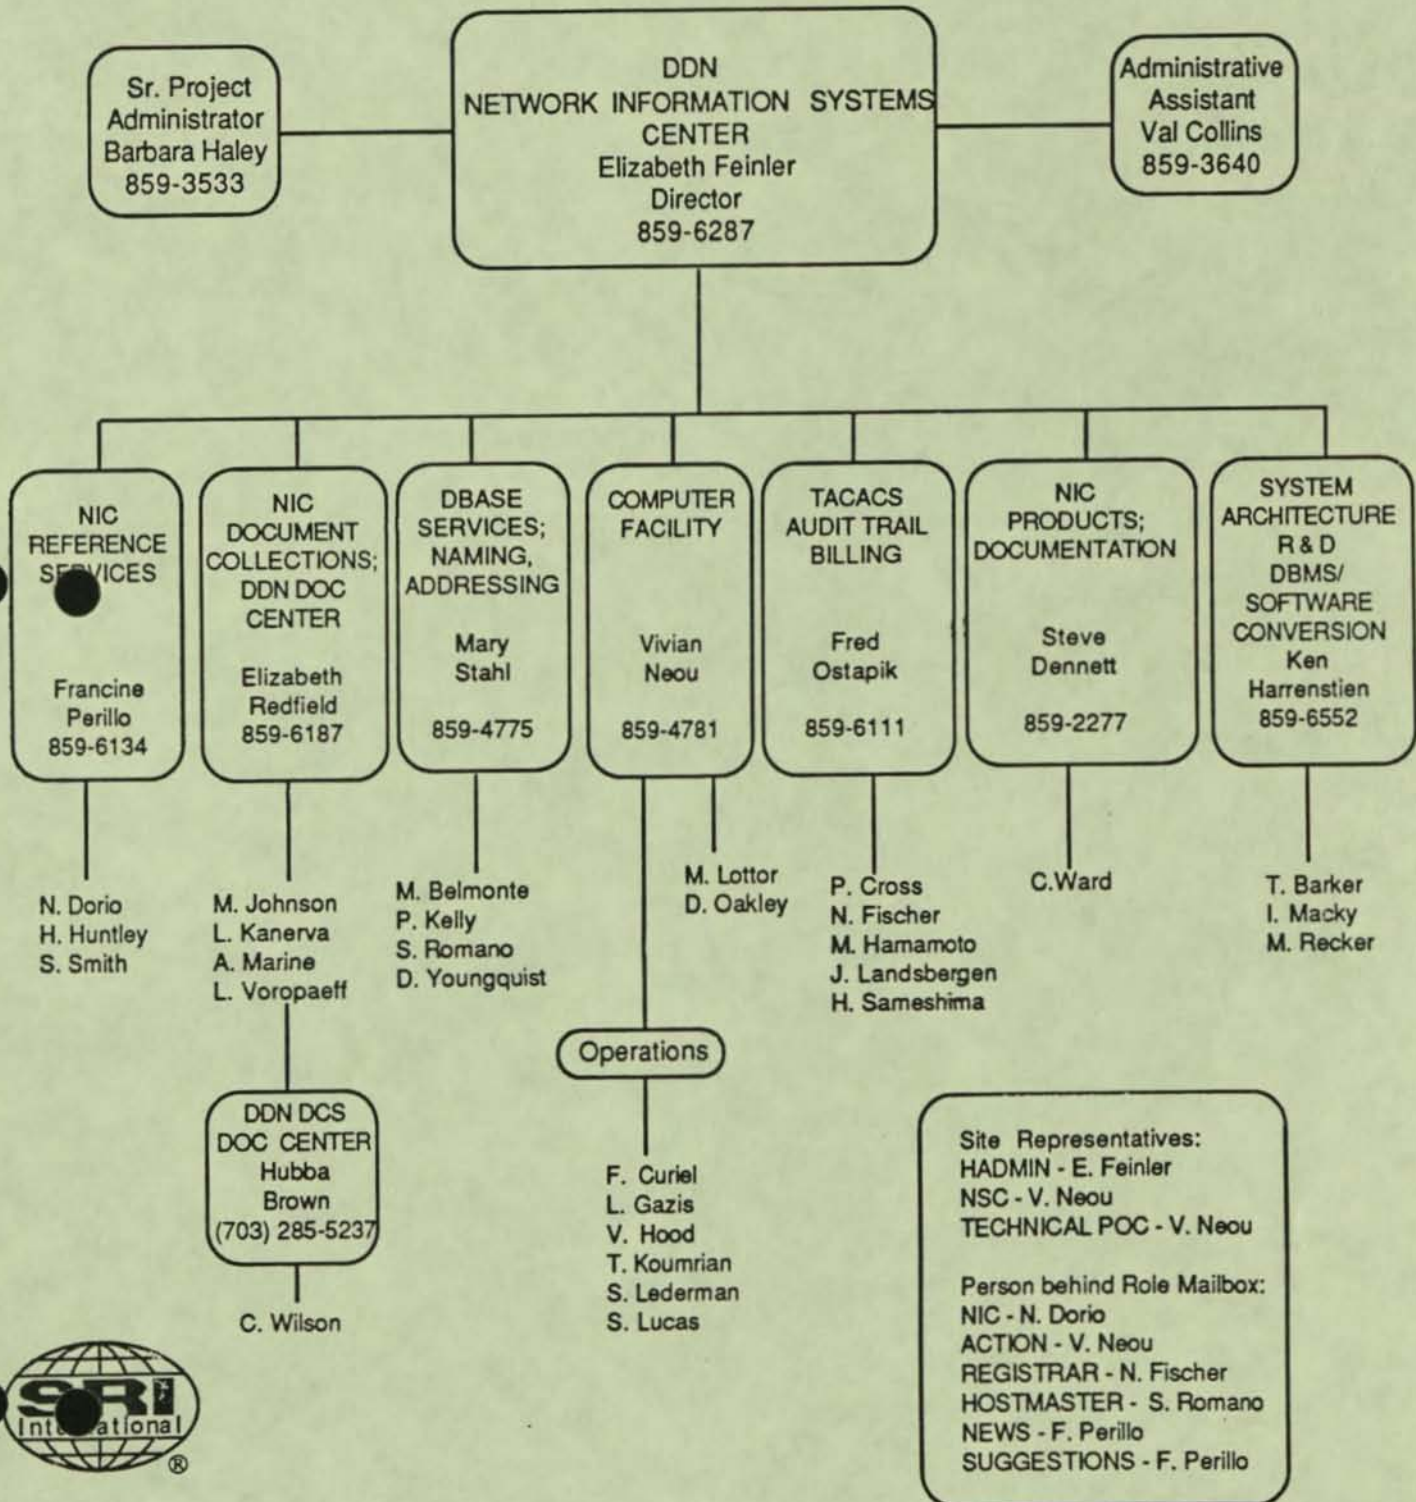 DDN
NETWORK INFORMATION SYSTEMS
CENTER
Elizabeth Feinler
Director
859-6287
Sr. Project
Administrator
Barbara Haley
859-3533
Administrative
Assistant
Val Collins
859-3640
NIC
REFERENCE
SERVICES
Francine
Perillo
859-6134
N. Dorio
H. Huntley
S. Smith
NIC
DOCUMENT
COLLECTIONS;
DDN DOC
CENTER
Elizabeth
Redfield
859-6187
M. Johnson
L. Kanerva
A. Marine
L. Voropaeff
DDN DCS
DOC CENTER
Hubba
Brown
(703) 285-5237
C. Wilson
DBASE
SERVICES;
NAMING,
ADDRESSING
Mary
Stahl
859-4775
M. Belmonte
P. Kelly
S. Romano
D. Youngquist
COMPUTER
FACILITY
Vivian
Neou
859-4781
M. Lottor
D. Oakley
Operations
F. Curiel
L. Gazis
V. Hood
T. Koumrian
S. Lederman
S. Lucas
TACACS
AUDIT TRAIL
BILLING
Fred
Ostapik
859-6111
P. Cross
N. Fischer
M. Hamamoto
J. Landsbergen
H. Sameshima
NIC
PRODUCTS;
DOCUMENTATION
Steve
Dennett
859-2277
C.Ward
SYSTEM
ARCHITECTURE
R & D
DBMS/
SOFTWARE
CONVERSION
Ken
Harrenstien
859-6552
T. Barker
I. Macky
M. Recker
Site Representatives:
HADMIN - E. Feinler
NSC - V. Neou
TECHNICAL POC - V. Neou
Person behind Role Mailbox:
NIC - N. Dorio
ACTION - V. Neou
REGISTRAR - N. Fischer
HOSTMASTER - S. Romano
NEWS - F. Perillo
SUGGESTIONS - F. Perillo
SRI
International
®